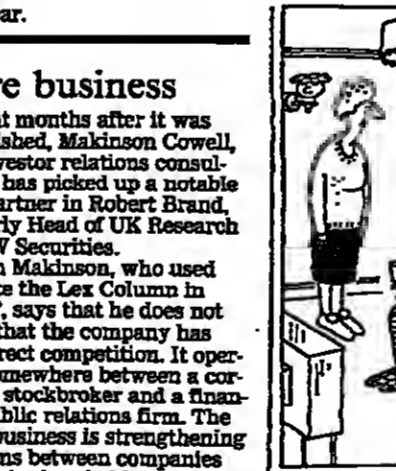 ar.
re business
t months after it was
shed, Makinson Cowell,
vestor relations consul-
has picked up a notable
artner in Robert Brand,
rly Head of UK Research
W Securities.
n Makinson, who used
e the Lex Column in
, says that he does not
that the company has
rect competition. It oper-
mewhere between a cor-
stockbroker and a finan-
blic relations firm. The
business is strengthening
ns between companies